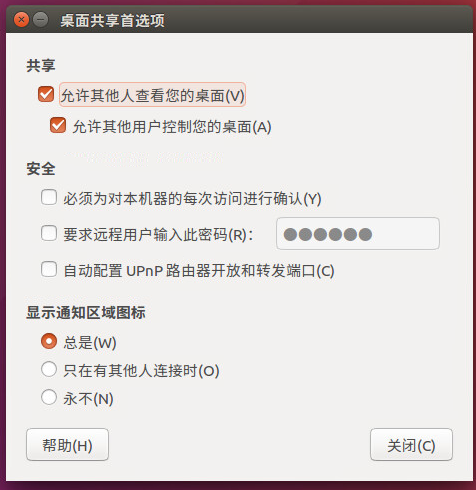 桌面共享首选项
共享
允许其他人查看您的桌面(V)
允许其他用户控制您的桌面(A)
安全
必须为对本机器的每次访问进行确认(Y)
要求远程用户输入此密码(R)： ●●●●●●
自动配置 UPnP 路由器开放和转发端口(C)
显示通知区域图标
总是(W)
只在有其他人连接时(O)
永不(N)
帮助(H) 关闭(C)